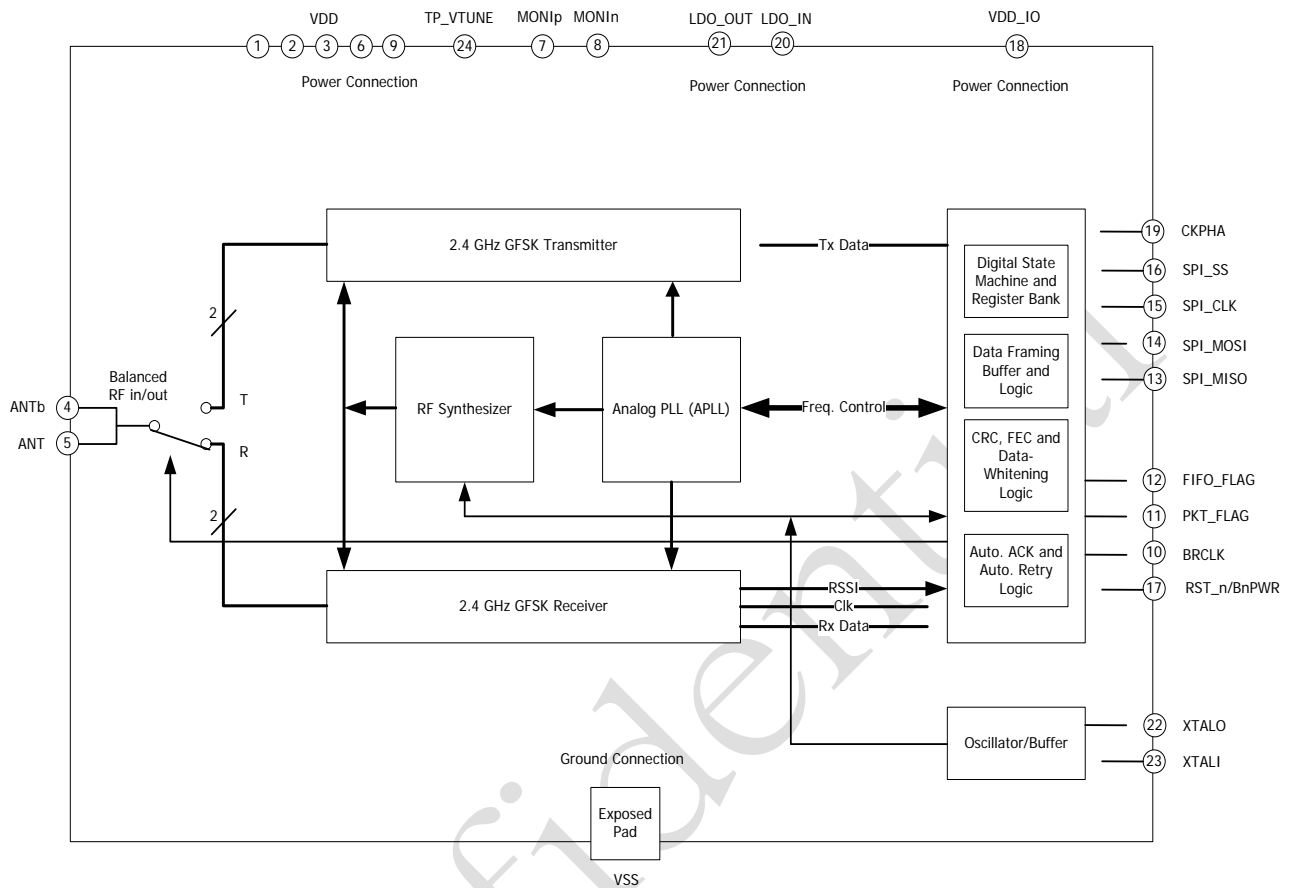 VDD TP_VTUNE MONIp MONIn LDO_OUT LDO_IN VDD_IO
1 2 3 6 9 24 7 8 21 20 18
Power Connection Power Connection Power Connection
2.4 GHz GFSK Transmitter
Tx Data
Digital State
Machine and
Register Bank
19 CKPHA
16 SPI_SS
15 SPI_CLK
14 SPI_MOSI
13 SPI_MISO
2
Data Framing
Buffer and
Logic
Balanced
RF in/out
T
R
ANTb 4
ANT 5
RF Synthesizer
Analog PLL (APLL)
Freq. Control
CRC, FEC and
Data-
Whitening
Logic
12 FIFO_FLAG
11 PKT_FLAG
10 BRCLK
17 RST_n/BnPWR
2
Auto. ACK and
Auto. Retry
Logic
2.4 GHz GFSK Receiver
RSSI
Clk
Rx Data
Oscillator/Buffer
22 XTALO
23 XTALI
Ground Connection
Exposed
Pad
VSS
fidential